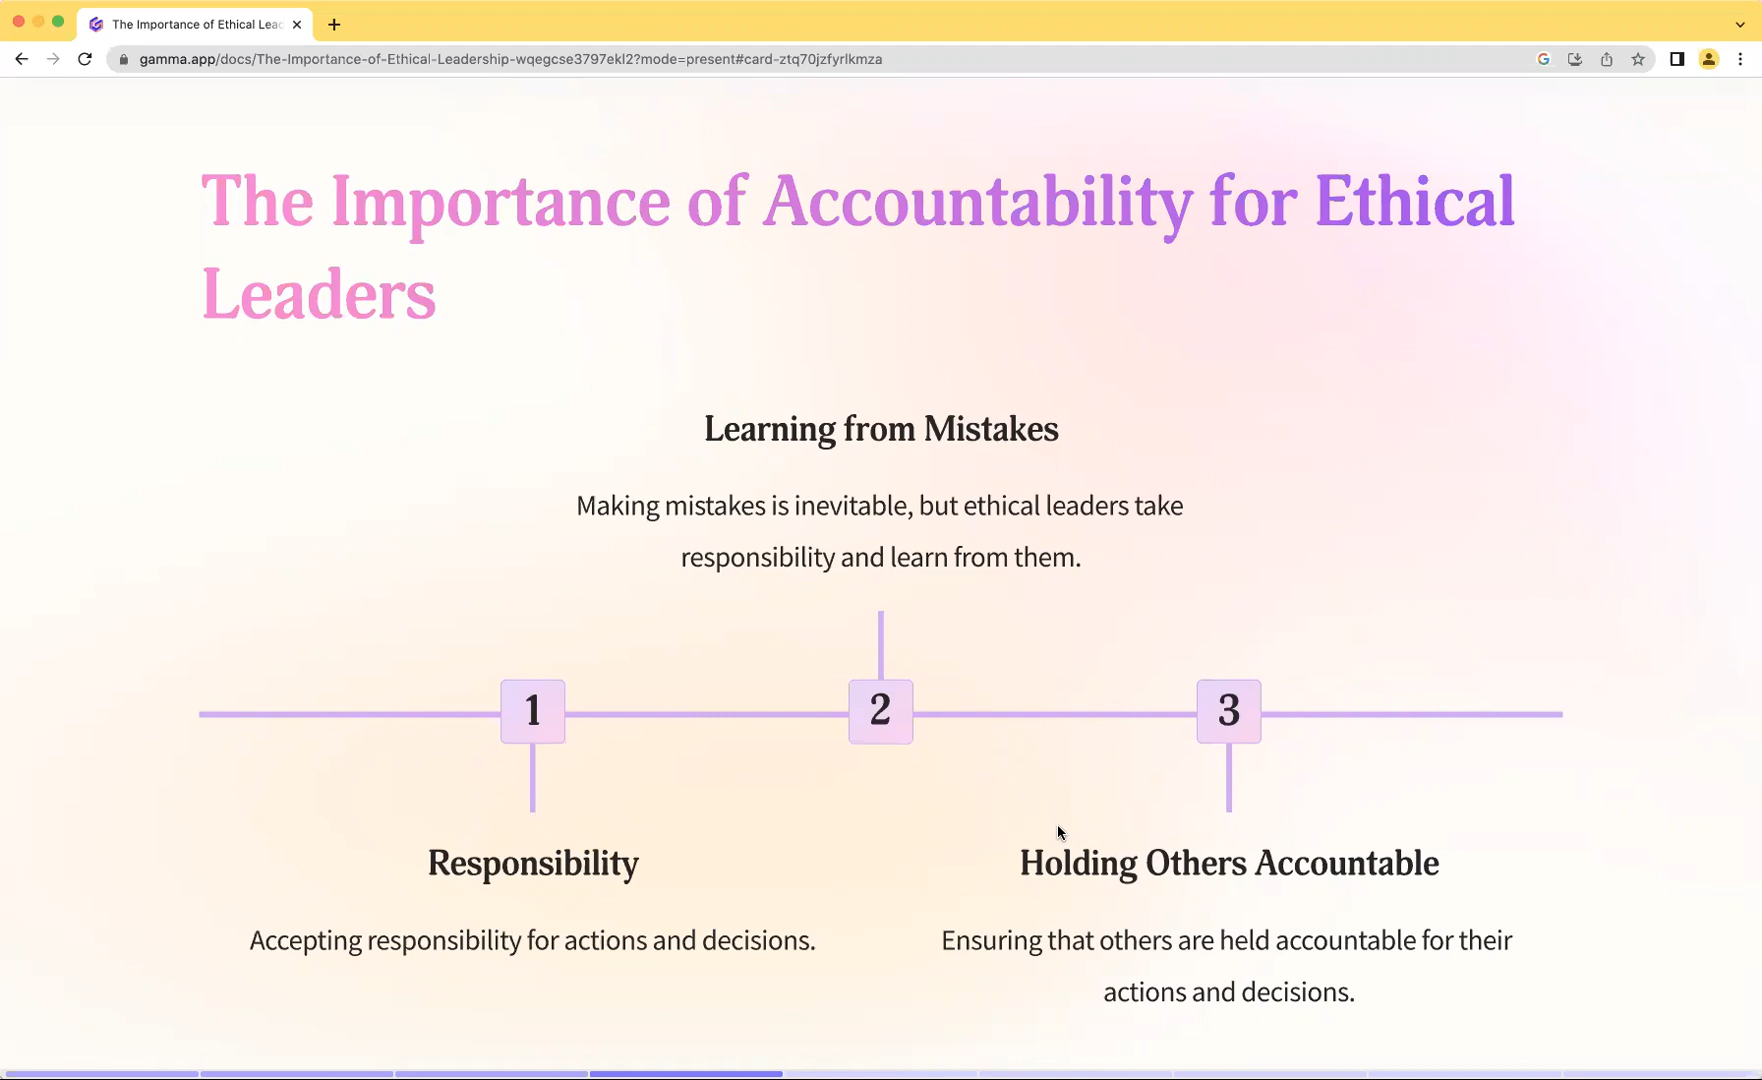 The Importance of Ethical Lea
gamma.app/docs/The-Importance-of-Ethical-Leadership-wqegcse3797ekl2?mode=present#card-ztq70jzfyrlkmza
The Importance of Accountability for Ethical
Leaders
Learning from Mistakes
Making mistakes is inevitable, but ethical leaders take
responsibility and learn from them.
1
2
3
Responsibility
Accepting responsibility for actions and decisions.
Holding Others Accountable
Ensuring that others are held accountable for their
actions and decisions.